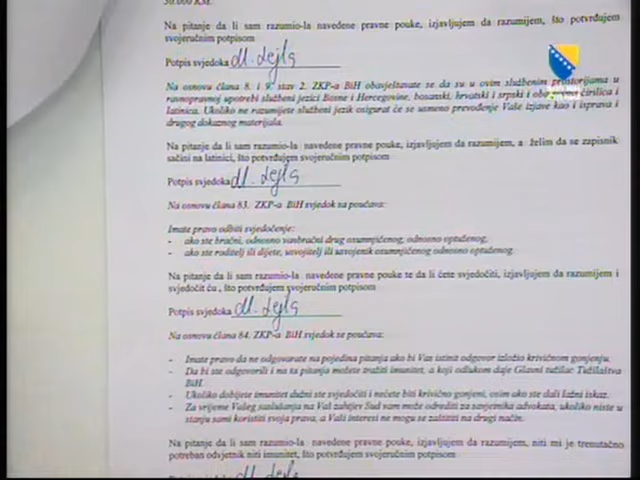 50.000 KM.
Na pitanje da li sam razumio-la navedene pravne pouke, izjavljujem da razumijem, što potvrđujem
svojeručnim potpisom
Potpis svjedoka M. Lejla
Na osnovu člana 8. i 9. stav 2. ZKP-a BiH obavještavate se da su u ovim službenim prostorijama u
ravnopravnoj upotrebi službeni jezici Bosne i Hercegovine, bosanski, hrvatski i srpski i oba pisma ćirilica i
latinica. Ukoliko ne razumijete službeni jezik osigurat će se usmeno prevođenje Vaše izjave kao i isprava i
drugog dokaznog materijala.
Na pitanje da li sam razumio-la navedene pravne pouke, izjavljujem da razumijem, a želim da se zapisnik
sačini na latinici, što potvrđujem svojeručnim potpisom
Potpis svjedoka M. Lejla
Na osnovu člana 83. ZKP-a BiH svjedok sa poučava:
Imate pravo odbiti svjedočenje:
- ako ste bračni, odnosno vanbračni drug osumnjičenog, odnosno optuženog,
- ako ste roditelj ili dijete, usvojitelj ili usvojenik osumnjičenog odnosno optuženog.
Na pitanje da li sam razumio-la navedene pravne pouke te da li ću svjedočiti, izjavljujem da razumijem i
svjedočit ću , što potvrđujem svojeručnim potpisom
Potpis svjedoka M. Lejla
Na osnovu člana 84. ZKP-a BiH svjedok se poučava:
- Imate pravo da ne odgovarate na pojedina pitanja ako bi Vas istinit odgovor izložio krivičnom gonjenju.
- Da bi ste odgovorili i na ta pitanja možete tražiti imunitet, a koji odlukom daje Glavni tužilac Tužilaštva
BiH.
- Ukoliko dobijete imunitet dužni ste svjedočiti i nećete biti krivično gonjeni, osim ako ste dali lažni iskaz.
- Za vrijeme Vašeg saslušanja na Vaš zahtjev Sud vam može odrediti za savjetnika advokata, ukoliko niste u
stanju sami koristiti svoja prava, a Vaši interesi ne mogu se zaštititi na drugi način.
Na pitanje da li sam razumio-la navedene pravne pouke, izjavljujem da razumijem, niti mi je trenutačno
potreban odvjetnik niti imunitet, što potvrđujem svojeručnim potpisom
M. Lejla